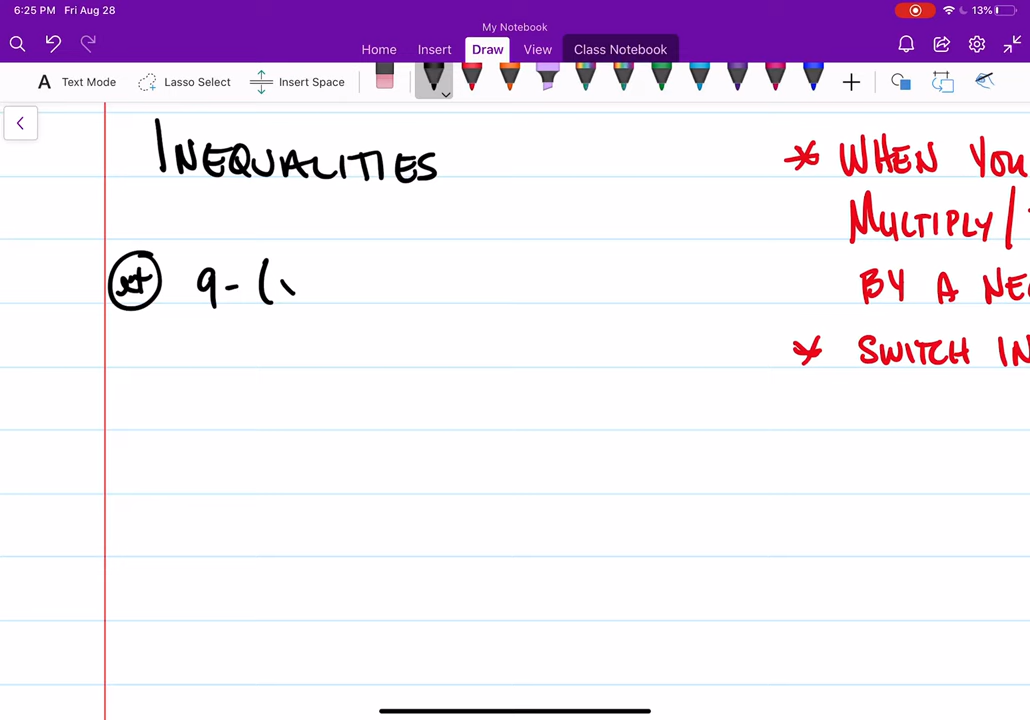 6:25 PM Fri Aug 28
13%
My Notebook
Home Insert Draw View Class Notebook
A Text Mode Lasso Select Insert Space
INEQUALITIES
* WHEN YOU
MULTIPLY/
BY A NE
* SWITCH IN
9 - (